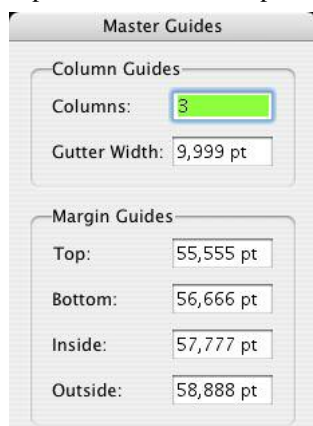 Master Guides
Column Guides
Columns: 3
Gutter Width: 9,999 pt
Margin Guides
Top: 55,555 pt
Bottom: 56,666 pt
Inside: 57,777 pt
Outside: 58,888 pt